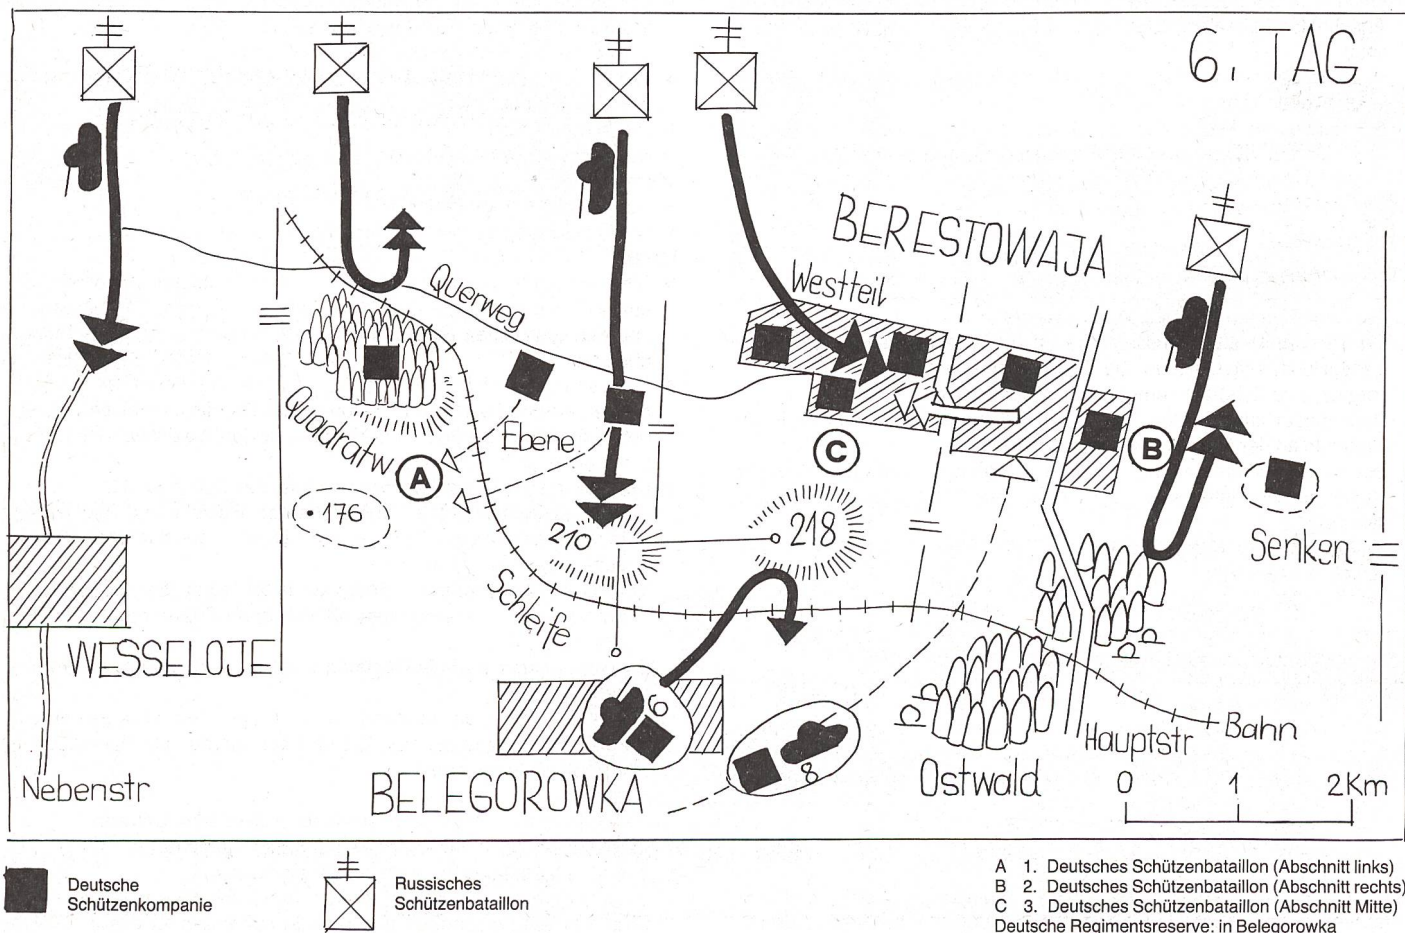 6. TAG
BERESTOWAJA
Westteil
Querweg
Quadratw
A
Ebene
C
B
• 176
210
218
Senken
Schleife
WESSELOJE
6
8
BELEGOROWKA
Nebenstr
Ostwald
Hauptstr
Bahn
0 1 2 Km
Deutsche
Schützenkompanie
Russisches
Schützenbataillon
A 1. Deutsches Schützenbataillon (Abschnitt links)
B 2. Deutsches Schützenbataillon (Abschnitt rechts)
C 3. Deutsches Schützenbataillon (Abschnitt Mitte)
Deutsche Regimentsreserve: in Belegorowka